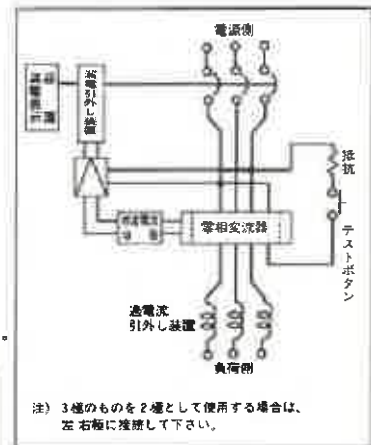 電源側
漏電引外し装置
抵抗
テストボタン
零相変流器
過電流
引外し装置
負荷側
注) 3極のものを2極として使用する場合は、
左右極に接続して下さい。